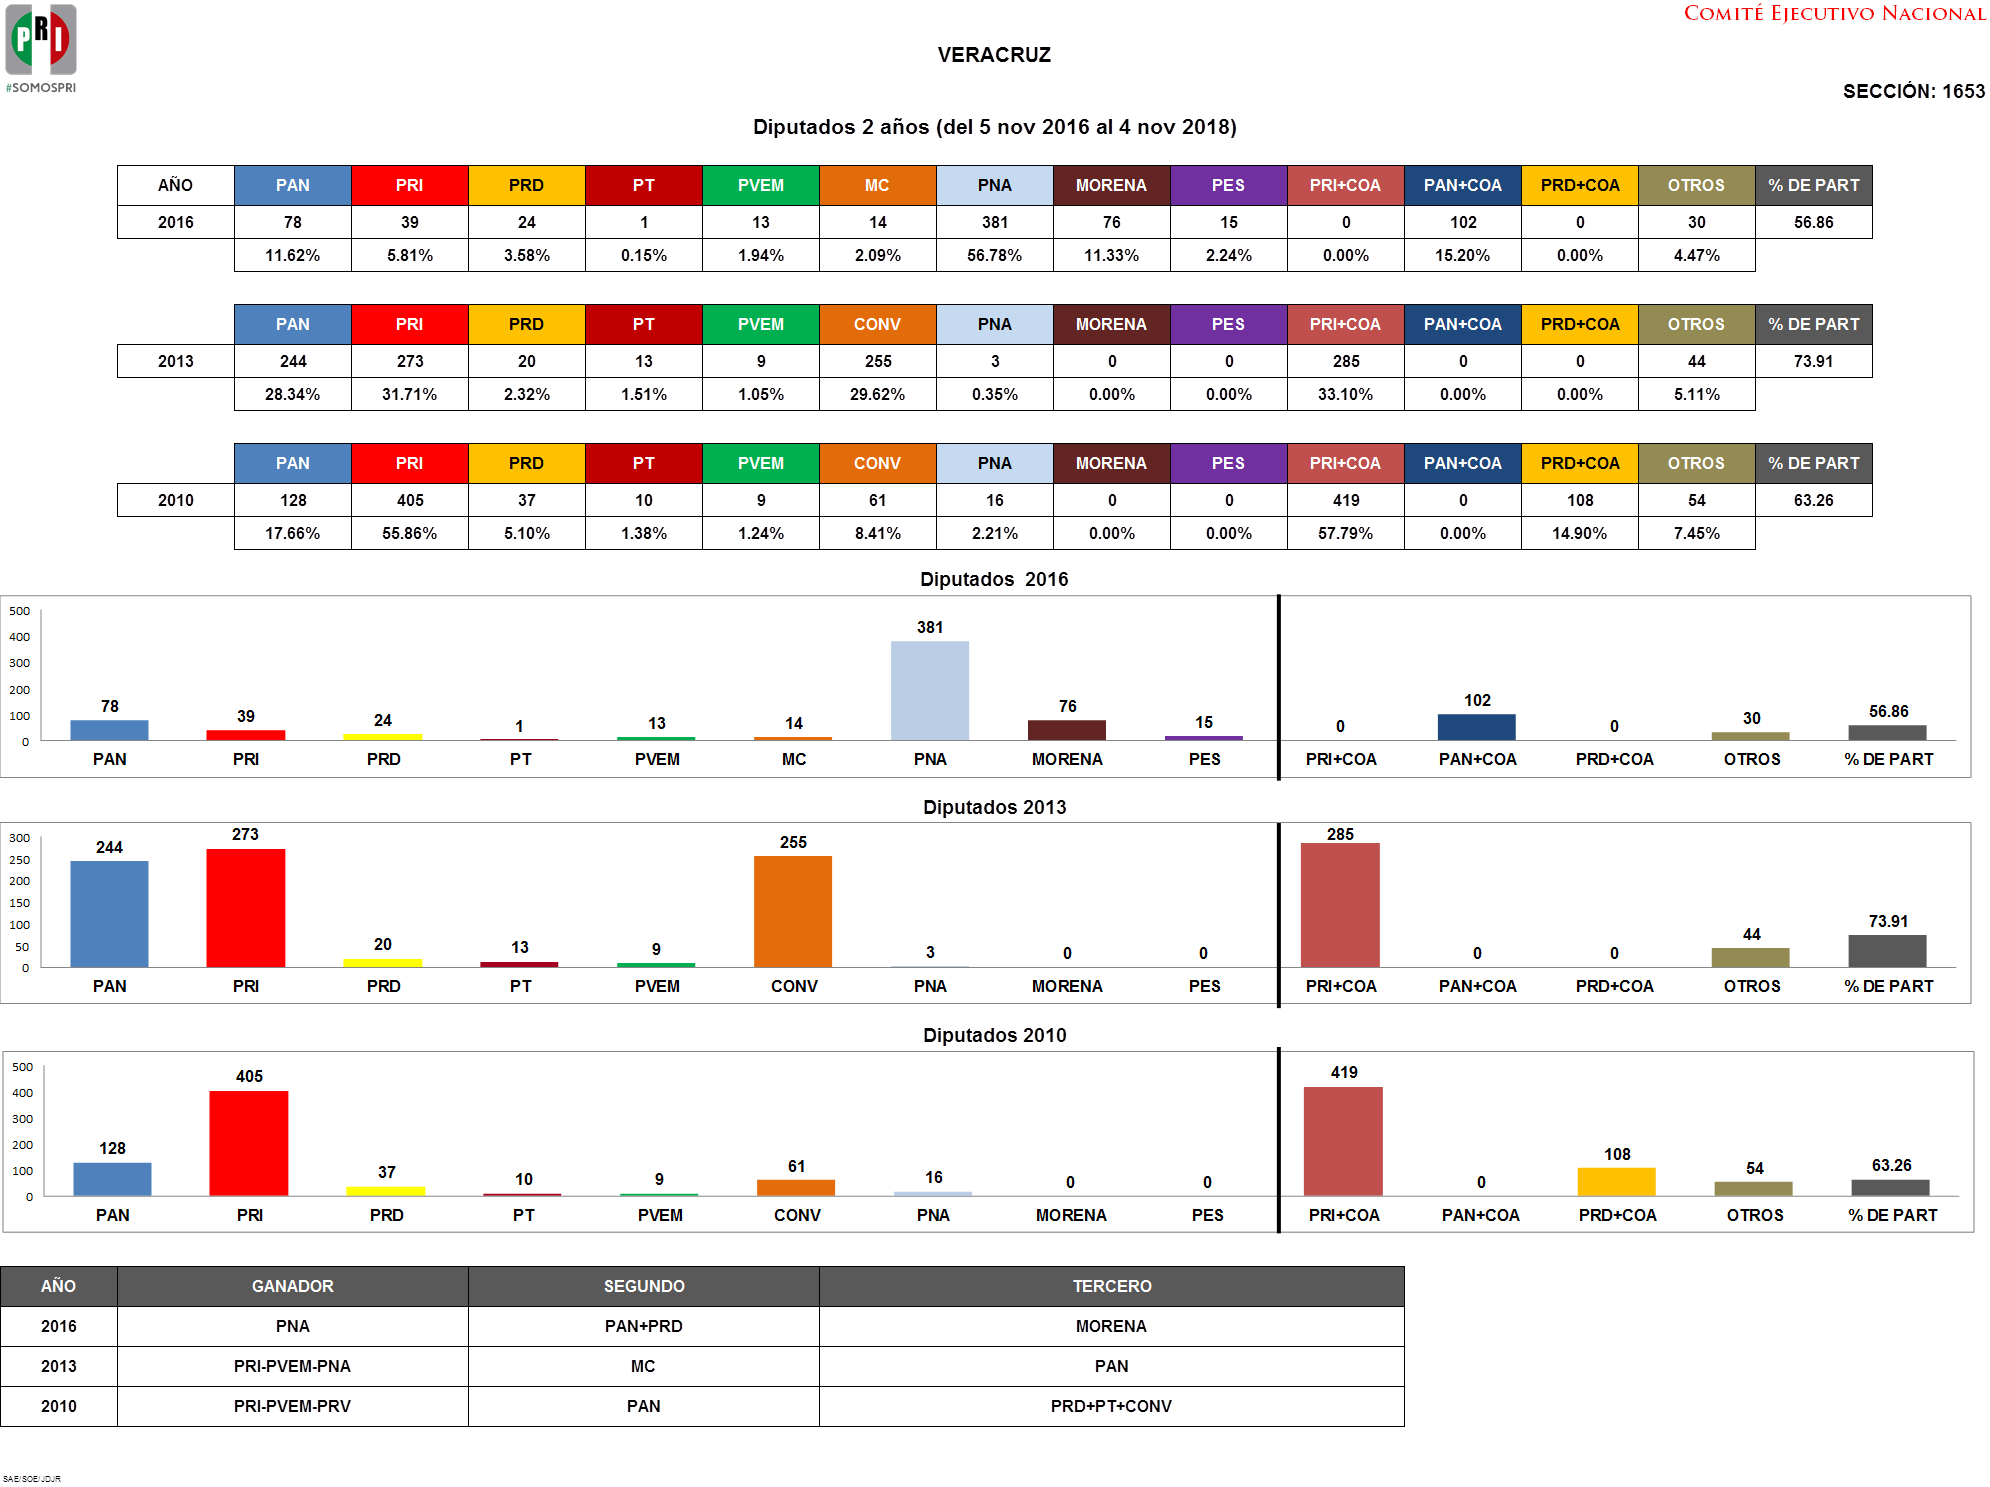 COMITÉ EJECUTIVO NACIONAL
PRI
#SOMOSPRI
VERACRUZ
SECCIÓN: 1653
Diputados 2 años (del 5 nov 2016 al 4 nov 2018)
AÑO PAN PRI PRD PT PVEM MC PNA MORENA PES PRI+COA PAN+COA PRD+COA OTROS % DE PART
2016 78 39 24 1 13 14 381 76 15 0 102 0 30 56.86
11.62% 5.81% 3.58% 0.15% 1.94% 2.09% 56.78% 11.33% 2.24% 0.00% 15.20% 0.00% 4.47%
PAN PRI PRD PT PVEM CONV PNA MORENA PES PRI+COA PAN+COA PRD+COA OTROS % DE PART
2013 244 273 20 13 9 255 3 0 0 285 0 0 44 73.91
28.34% 31.71% 2.32% 1.51% 1.05% 29.62% 0.35% 0.00% 0.00% 33.10% 0.00% 0.00% 5.11%
PAN PRI PRD PT PVEM CONV PNA MORENA PES PRI+COA PAN+COA PRD+COA OTROS % DE PART
2010 128 405 37 10 9 61 16 0 0 419 0 108 54 63.26
17.66% 55.86% 5.10% 1.38% 1.24% 8.41% 2.21% 0.00% 0.00% 57.79% 0.00% 14.90% 7.45%
Diputados 2016
500
400
300
200
100
0
78 39 24 1 13 14 381 76 15 0 102 0 30 56.86
PAN PRI PRD PT PVEM MC PNA MORENA PES PRI+COA PAN+COA PRD+COA OTROS % DE PART
Diputados 2013
300
250
200
150
100
50
0
244 273 20 13 9 255 3 0 0 285 0 0 44 73.91
PAN PRI PRD PT PVEM CONV PNA MORENA PES PRI+COA PAN+COA PRD+COA OTROS % DE PART
Diputados 2010
500
400
300
200
100
0
128 405 37 10 9 61 16 0 0 419 0 108 54 63.26
PAN PRI PRD PT PVEM CONV PNA MORENA PES PRI+COA PAN+COA PRD+COA OTROS % DE PART
AÑO GANADOR SEGUNDO TERCERO
2016 PNA PAN+PRD MORENA
2013 PRI-PVEM-PNA MC PAN
2010 PRI-PVEM-PRV PAN PRD+PT+CONV
SAE/SOE/JDJR